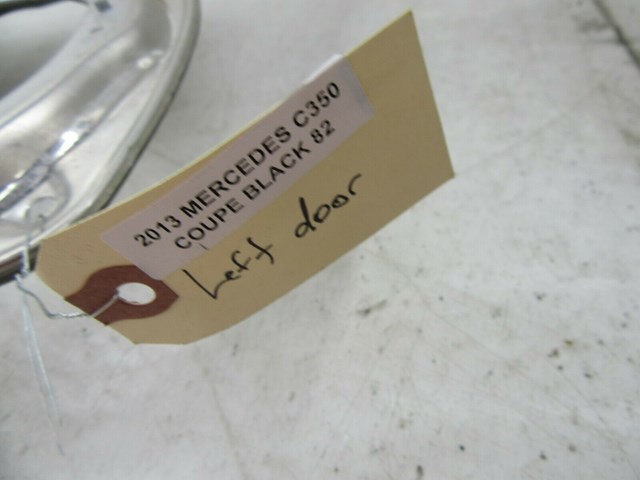 2013 MERCEDES C350
COUPE BLACK 82
Left door